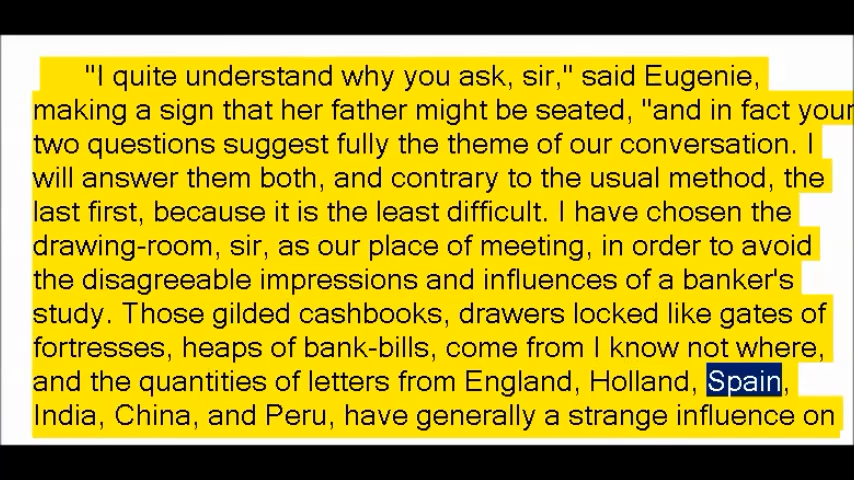 "I quite understand why you ask, sir," said Eugenie,
making a sign that her father might be seated, "and in fact your
two questions suggest fully the theme of our conversation. I
will answer them both, and contrary to the usual method, the
last first, because it is the least difficult. I have chosen the
drawing-room, sir, as our place of meeting, in order to avoid
the disagreeable impressions and influences of a banker's
study. Those gilded cashbooks, drawers locked like gates of
fortresses, heaps of bank-bills, come from I know not where,
and the quantities of letters from England, Holland, Spain,
India, China, and Peru, have generally a strange influence on